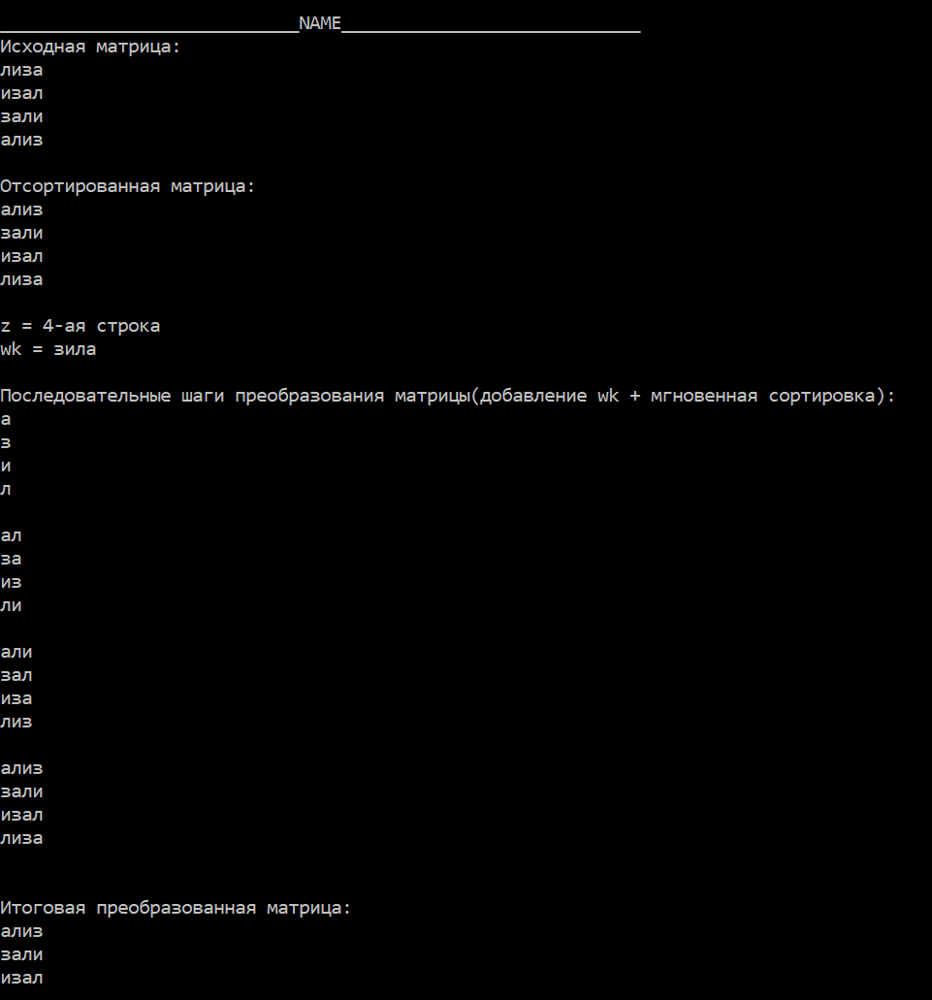 ____________________________NAME____________________________
Исходная матрица:
лиза
изал
зали
ализ
Отсортированная матрица:
ализ
зали
изал
лиза
z = 4-ая строка
wk = зила
Последовательные шаги преобразования матрицы(добавление wk + мгновенная сортировка):
а
з
и
л
ал
за
из
ли
али
зал
иза
лиз
ализ
зали
изал
лиза
Итоговая преобразованная матрица:
ализ
зали
изал